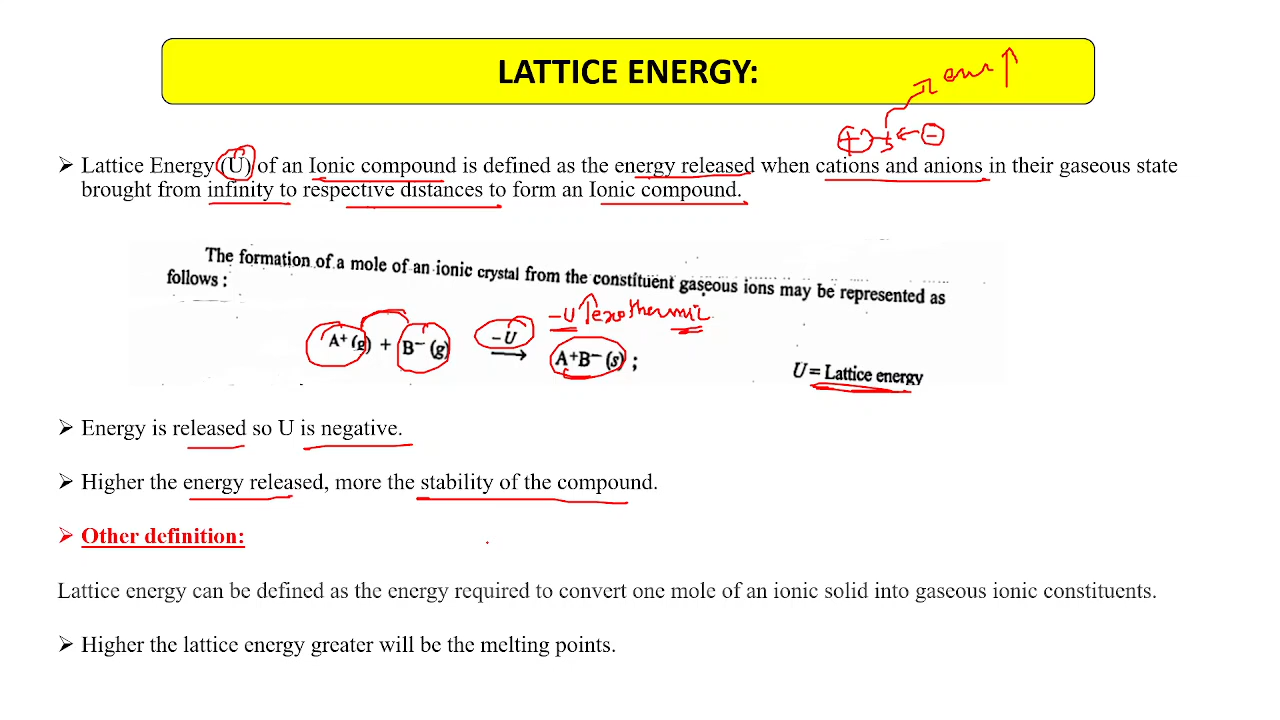 LATTICE ENERGY:
⊕ ⊖
➢ Lattice Energy (U) of an Ionic compound is defined as the energy released when cations and anions in their gaseous state
brought from infinity to respective distances to form an Ionic compound.
The formation of a mole of an ionic crystal from the constituent gaseous ions may be represented as
follows :
-U ↑ exothermic
A⁺ (g) + B⁻ (g) –U → A⁺B⁻ (s) ;
U = Lattice energy
➢ Energy is released so U is negative.
➢ Higher the energy released, more the stability of the compound.
➢ Other definition:
Lattice energy can be defined as the energy required to convert one mole of an ionic solid into gaseous ionic constituents.
➢ Higher the lattice energy greater will be the melting points.